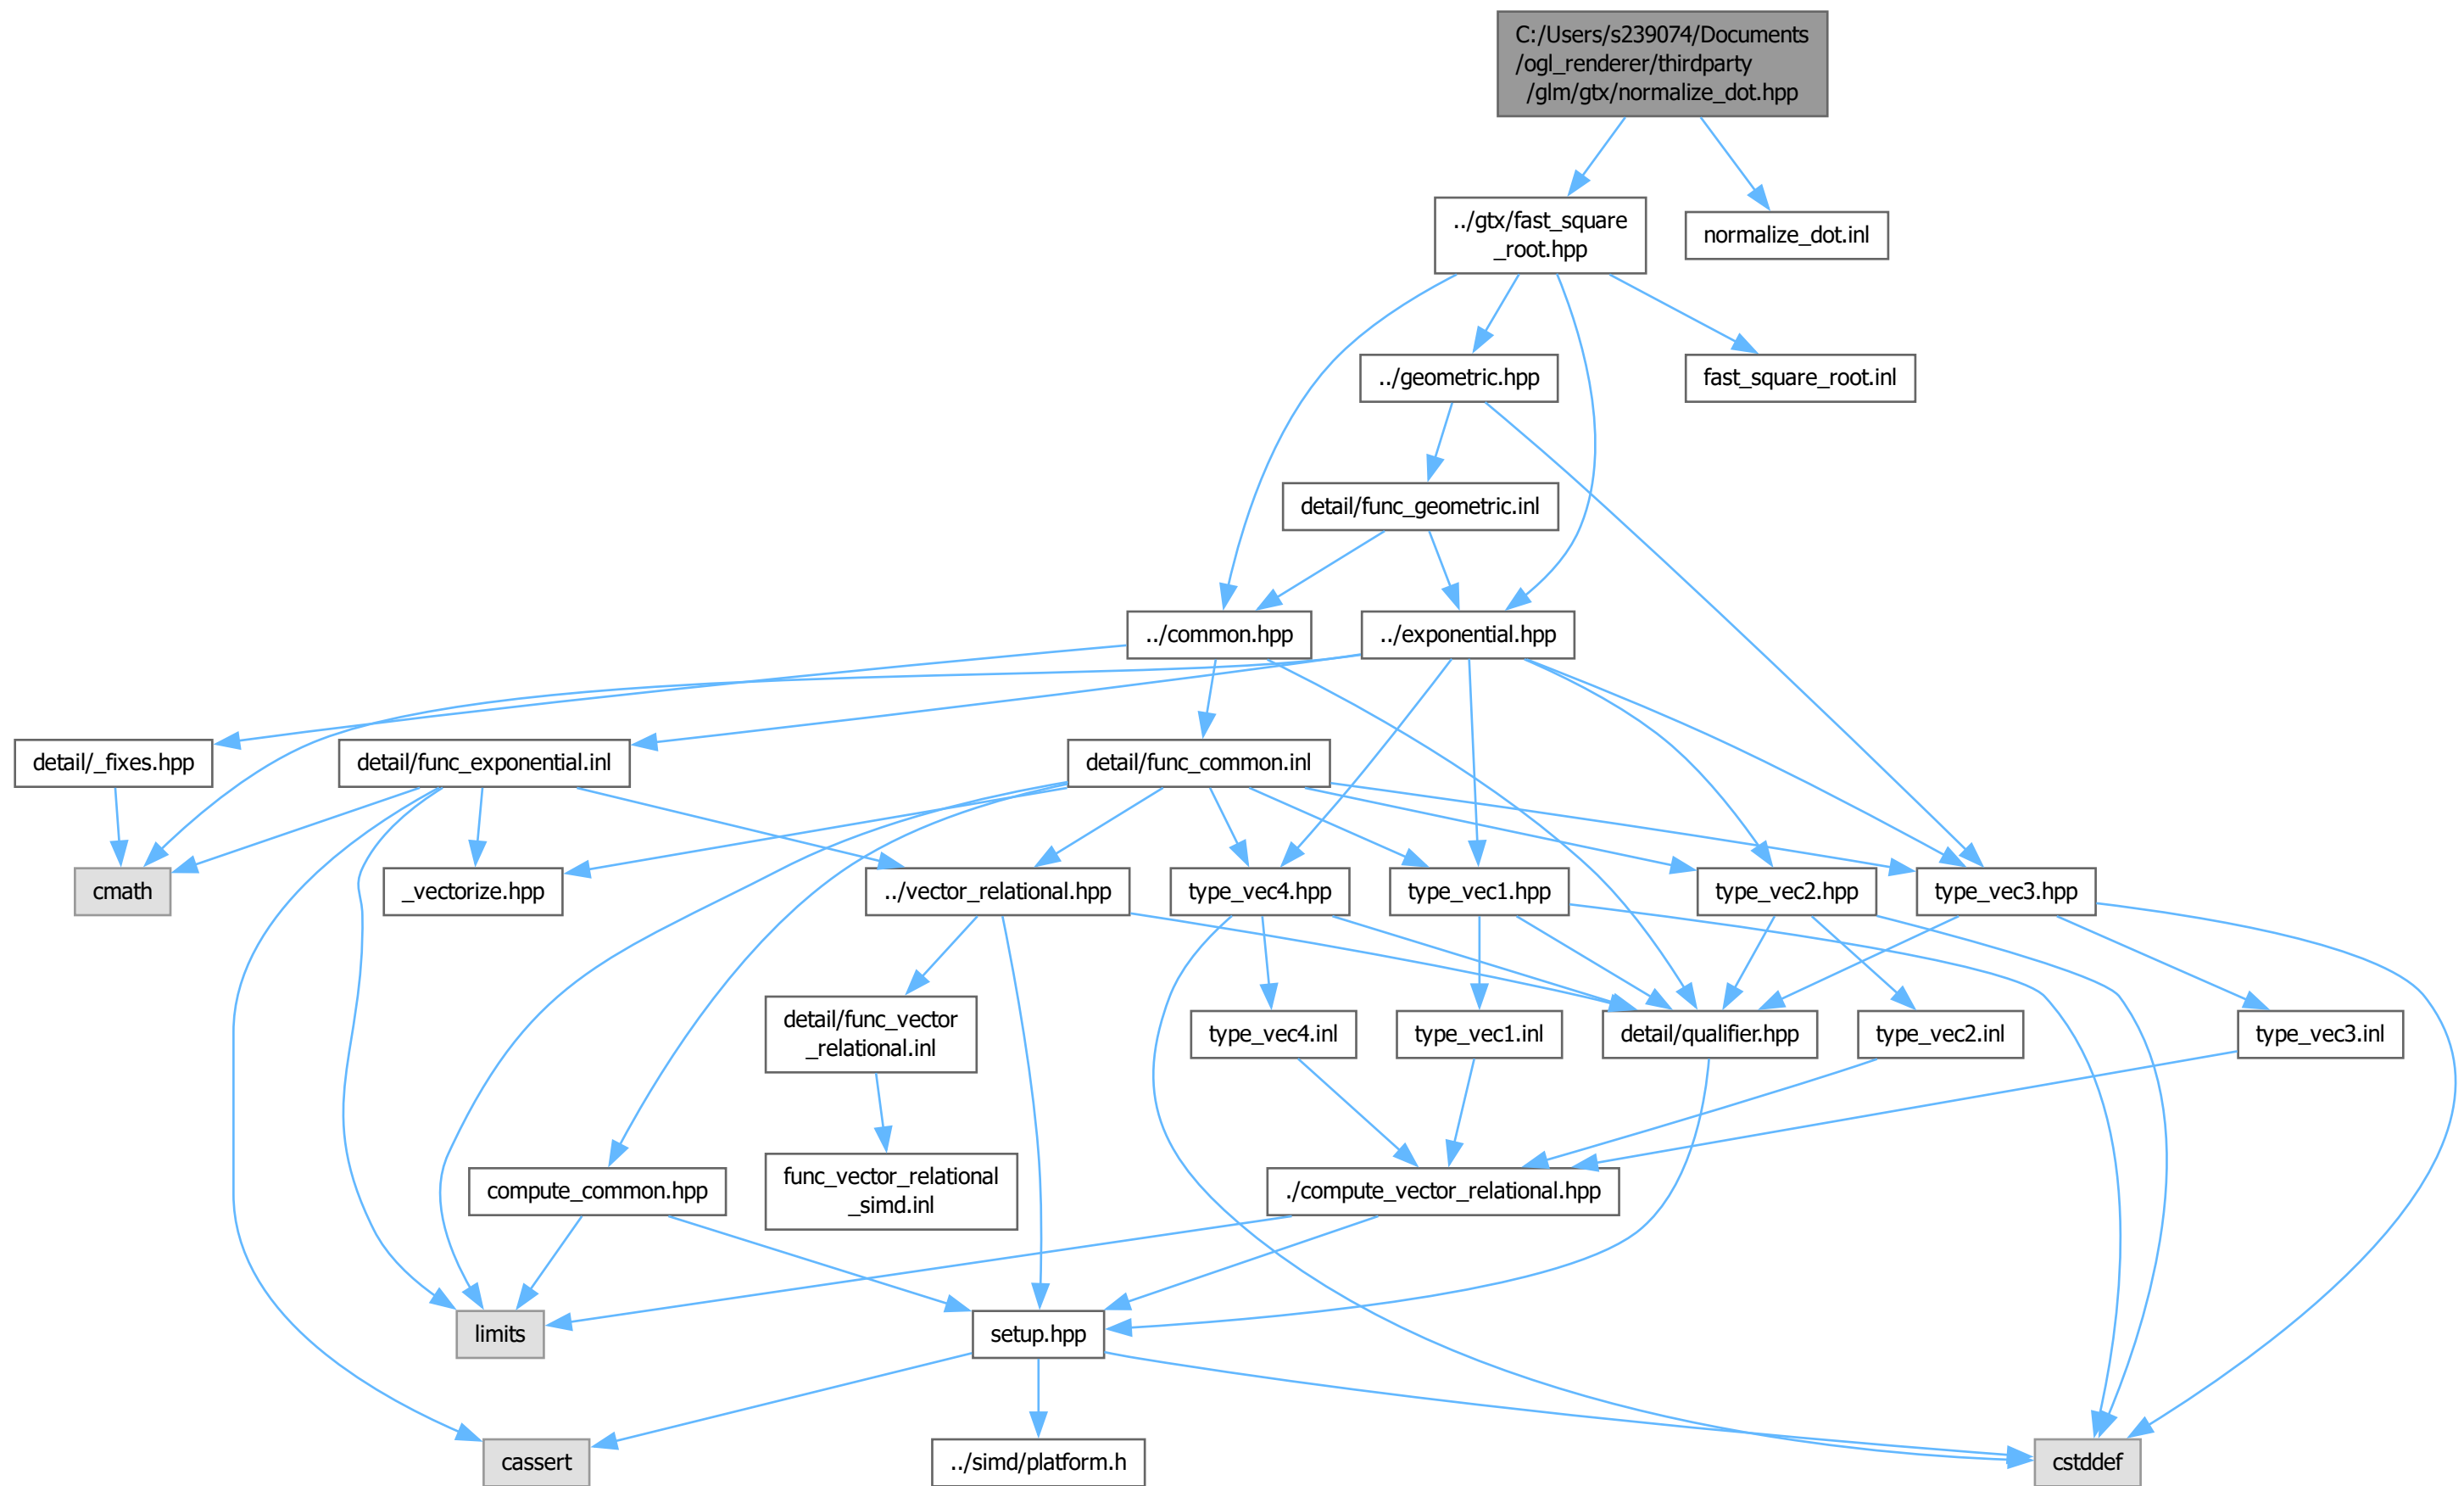 C:/Users/s239074/Documents
/ogl_renderer/thirdparty
/glm/gtx/normalize_dot.hpp
../gtx/fast_square
_root.hpp
normalize_dot.inl
../geometric.hpp
fast_square_root.inl
detail/func_geometric.inl
../common.hpp
../exponential.hpp
detail/_fixes.hpp
detail/func_exponential.inl
detail/func_common.inl
cmath
_vectorize.hpp
../vector_relational.hpp
type_vec4.hpp
type_vec1.hpp
type_vec2.hpp
type_vec3.hpp
detail/func_vector
_relational.inl
type_vec4.inl
type_vec1.inl
detail/qualifier.hpp
type_vec2.inl
type_vec3.inl
compute_common.hpp
func_vector_relational
_simd.inl
./compute_vector_relational.hpp
limits
setup.hpp
cassert
../simd/platform.h
cstddef